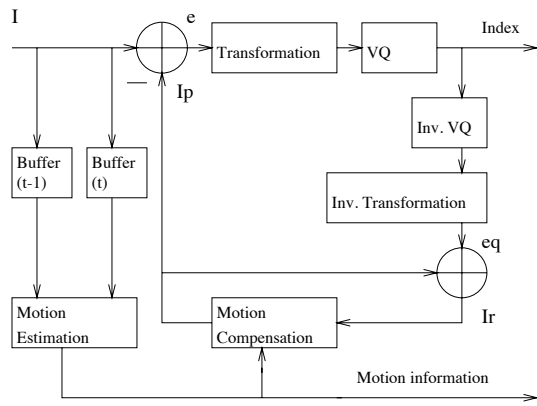 I
e
Index
Transformation
VQ
Ip
Inv. VQ
Buffer
(t-1)
Buffer
(t)
Inv. Transformation
eq
Motion
Estimation
Motion
Compensation
Ir
Motion information